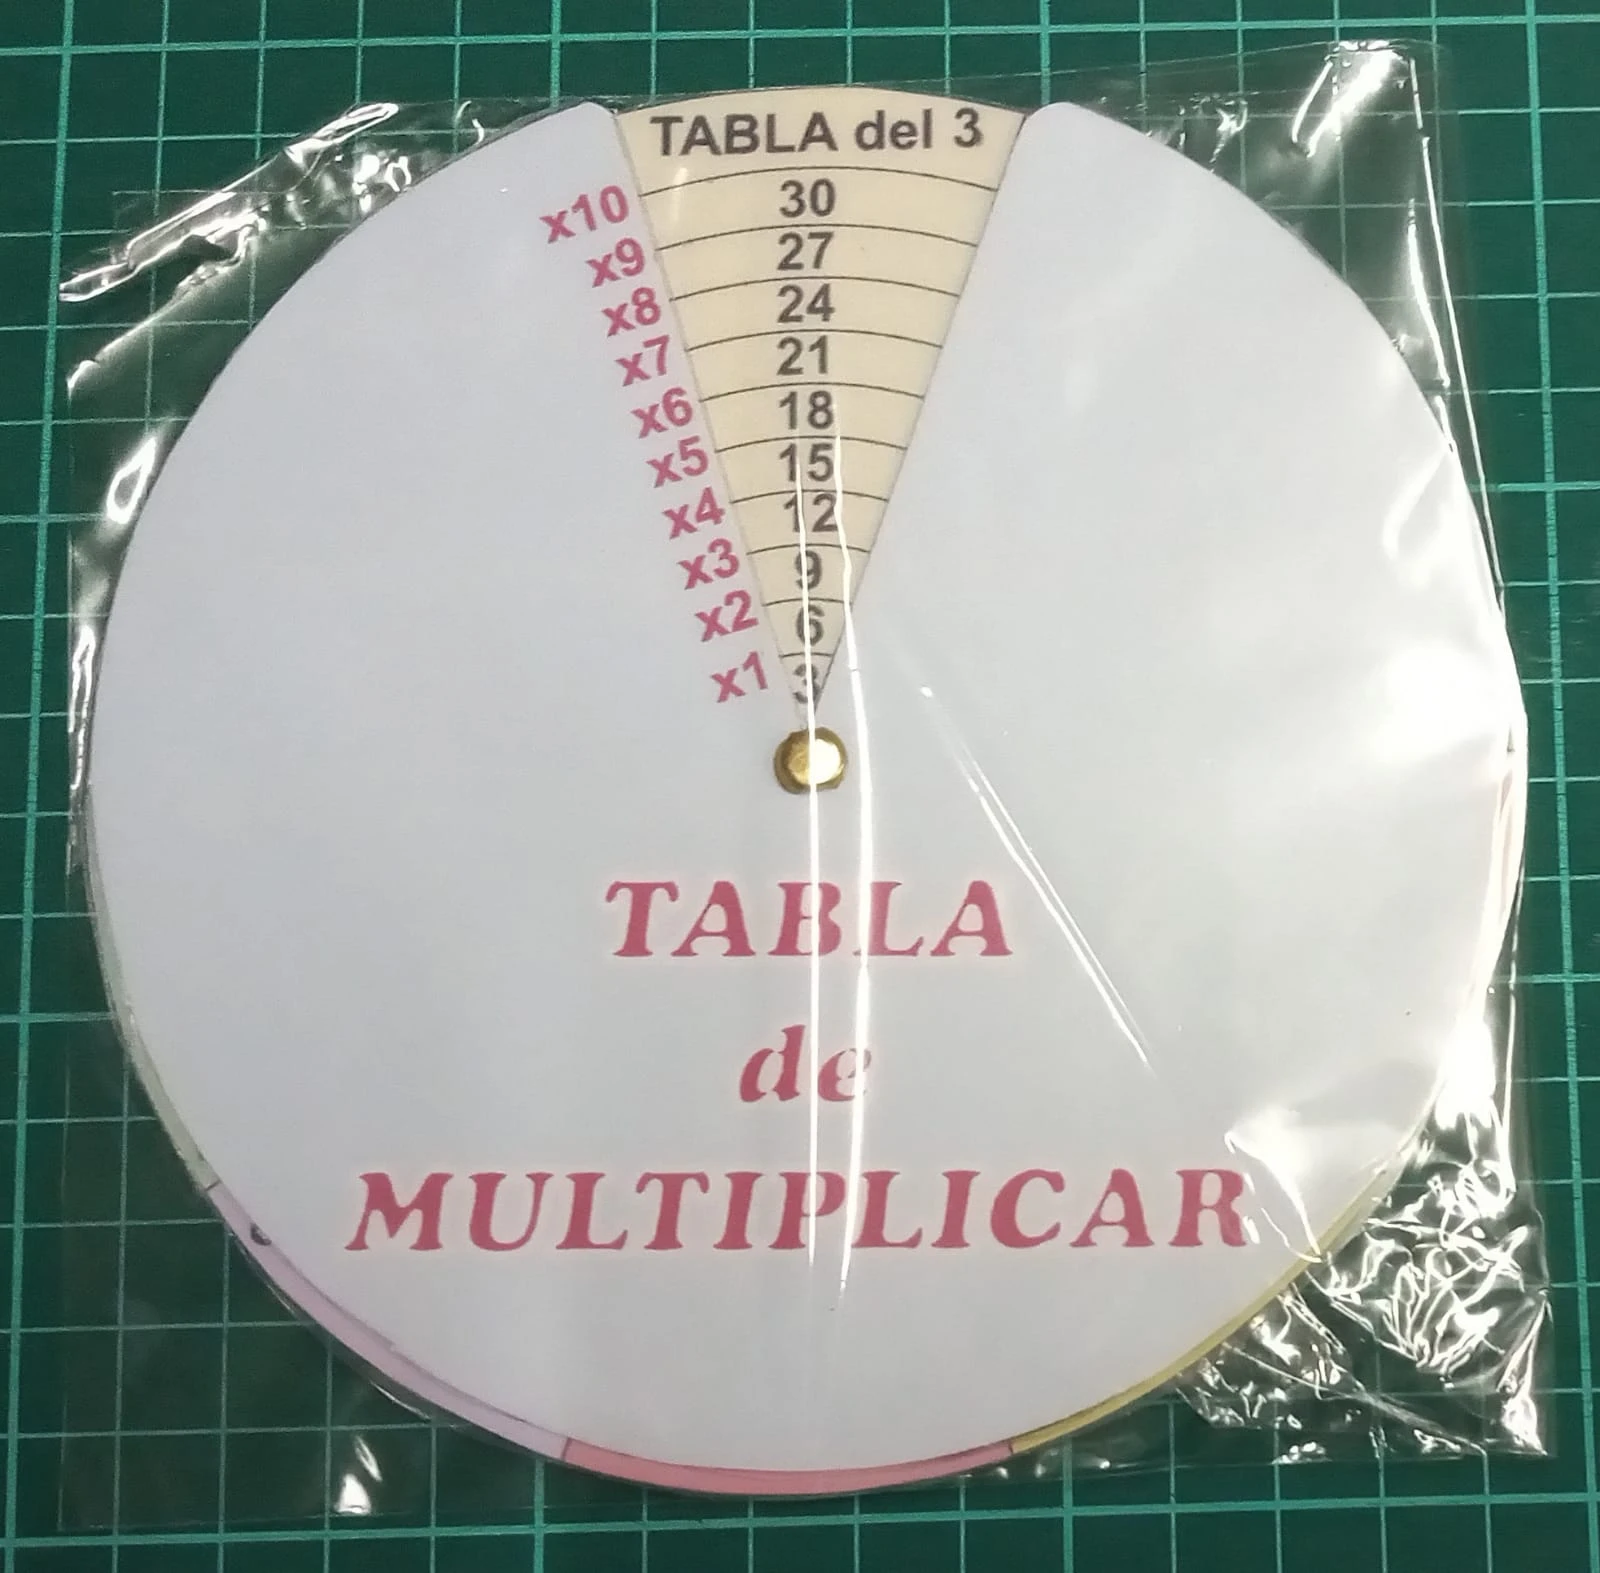 TABLA del 3
x10 30
x9 27
x8 24
x7 21
x6 18
x5 15
x4 12
x3 9
x2 6
x1 3
TABLA
de
MULTIPLICAR